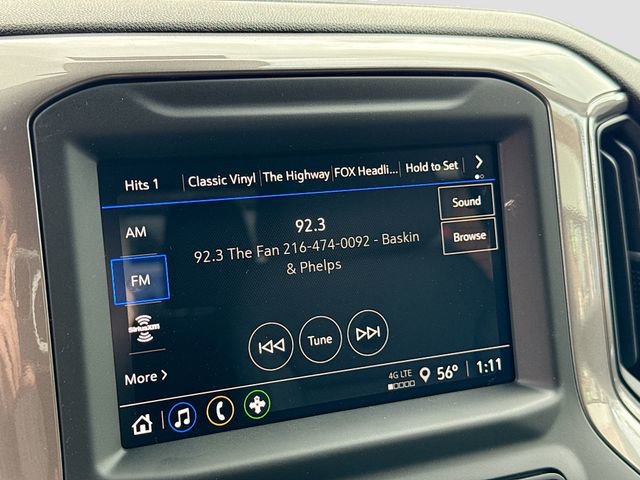 Hits 1 Classic Vinyl The Highway FOX Headli... Hold to Set
AM
92.3
Sound
92.3 The Fan 216-474-0092 - Baskin
& Phelps
Browse
FM
SiriusXM
Tune
More
4G LTE
56° 1:11